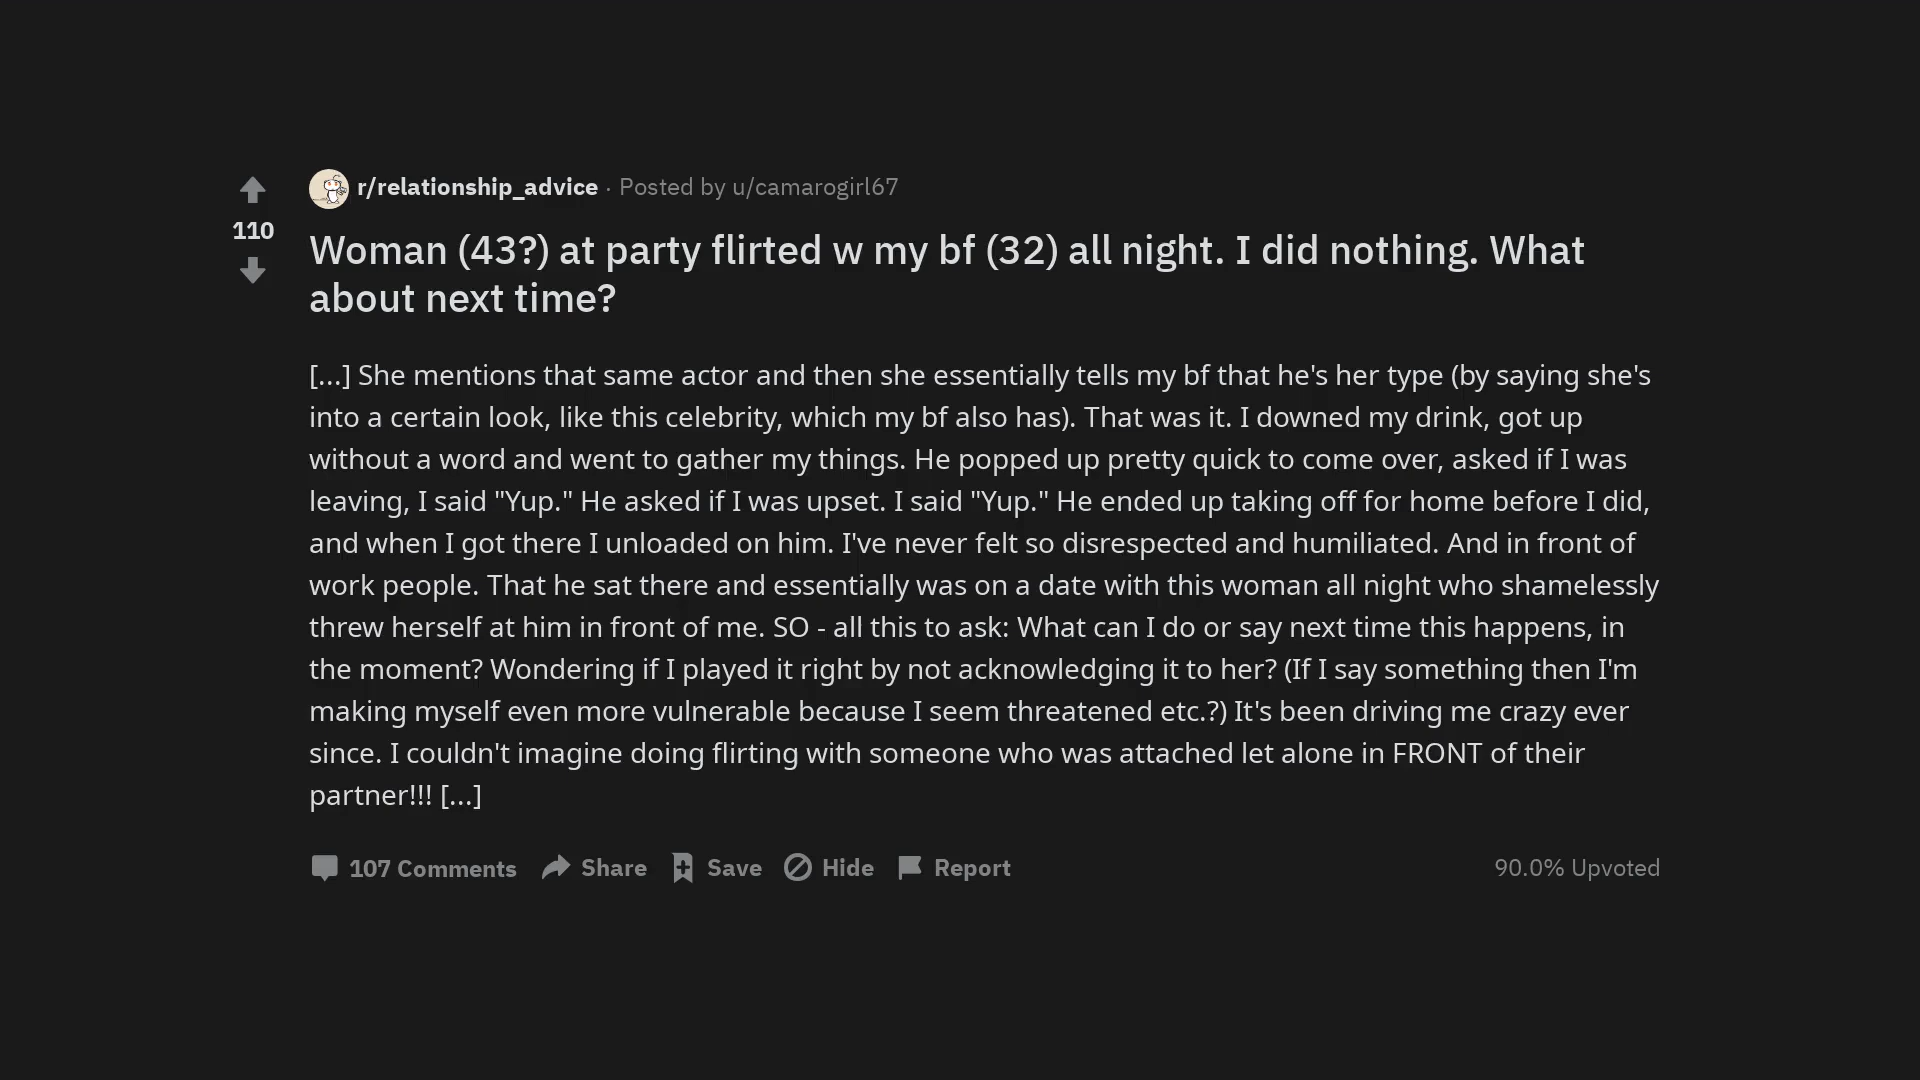 r/relationship_advice · Posted by u/camarogirl67
110
Woman (43?) at party flirted w my bf (32) all night. I did nothing. What
about next time?
[...] She mentions that same actor and then she essentially tells my bf that he's her type (by saying she's
into a certain look, like this celebrity, which my bf also has). That was it. I downed my drink, got up
without a word and went to gather my things. He popped up pretty quick to come over, asked if I was
leaving, I said "Yup." He asked if I was upset. I said "Yup." He ended up taking off for home before I did,
and when I got there I unloaded on him. I've never felt so disrespected and humiliated. And in front of
work people. That he sat there and essentially was on a date with this woman all night who shamelessly
threw herself at him in front of me. SO - all this to ask: What can I do or say next time this happens, in
the moment? Wondering if I played it right by not acknowledging it to her? (If I say something then I'm
making myself even more vulnerable because I seem threatened etc.?) It's been driving me crazy ever
since. I couldn't imagine doing flirting with someone who was attached let alone in FRONT of their
partner!!! [...]
107 Comments Share Save Hide Report 90.0% Upvoted